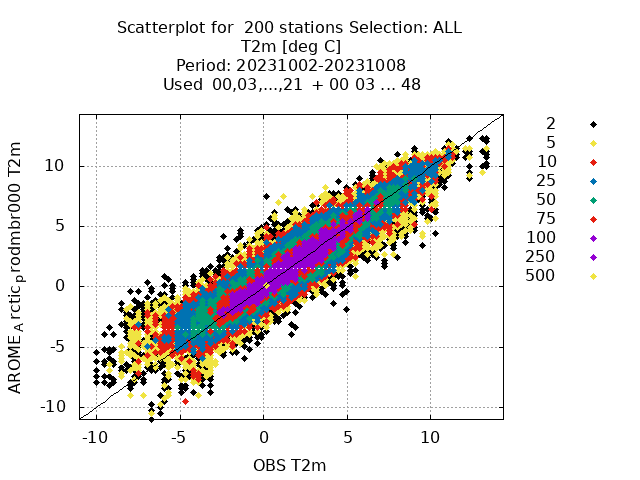 Scatterplot for  200 stations Selection: ALL
T2m [deg C]
Period: 20231002-20231008
Used  00,03,...,21  + 00 03 ... 48
2
5
10
25
50
75
100
250
500
AROME_Arctic_prodmbr000 T2m
10
5
0
-5
-10
-10 -5 0 5 10
OBS T2m